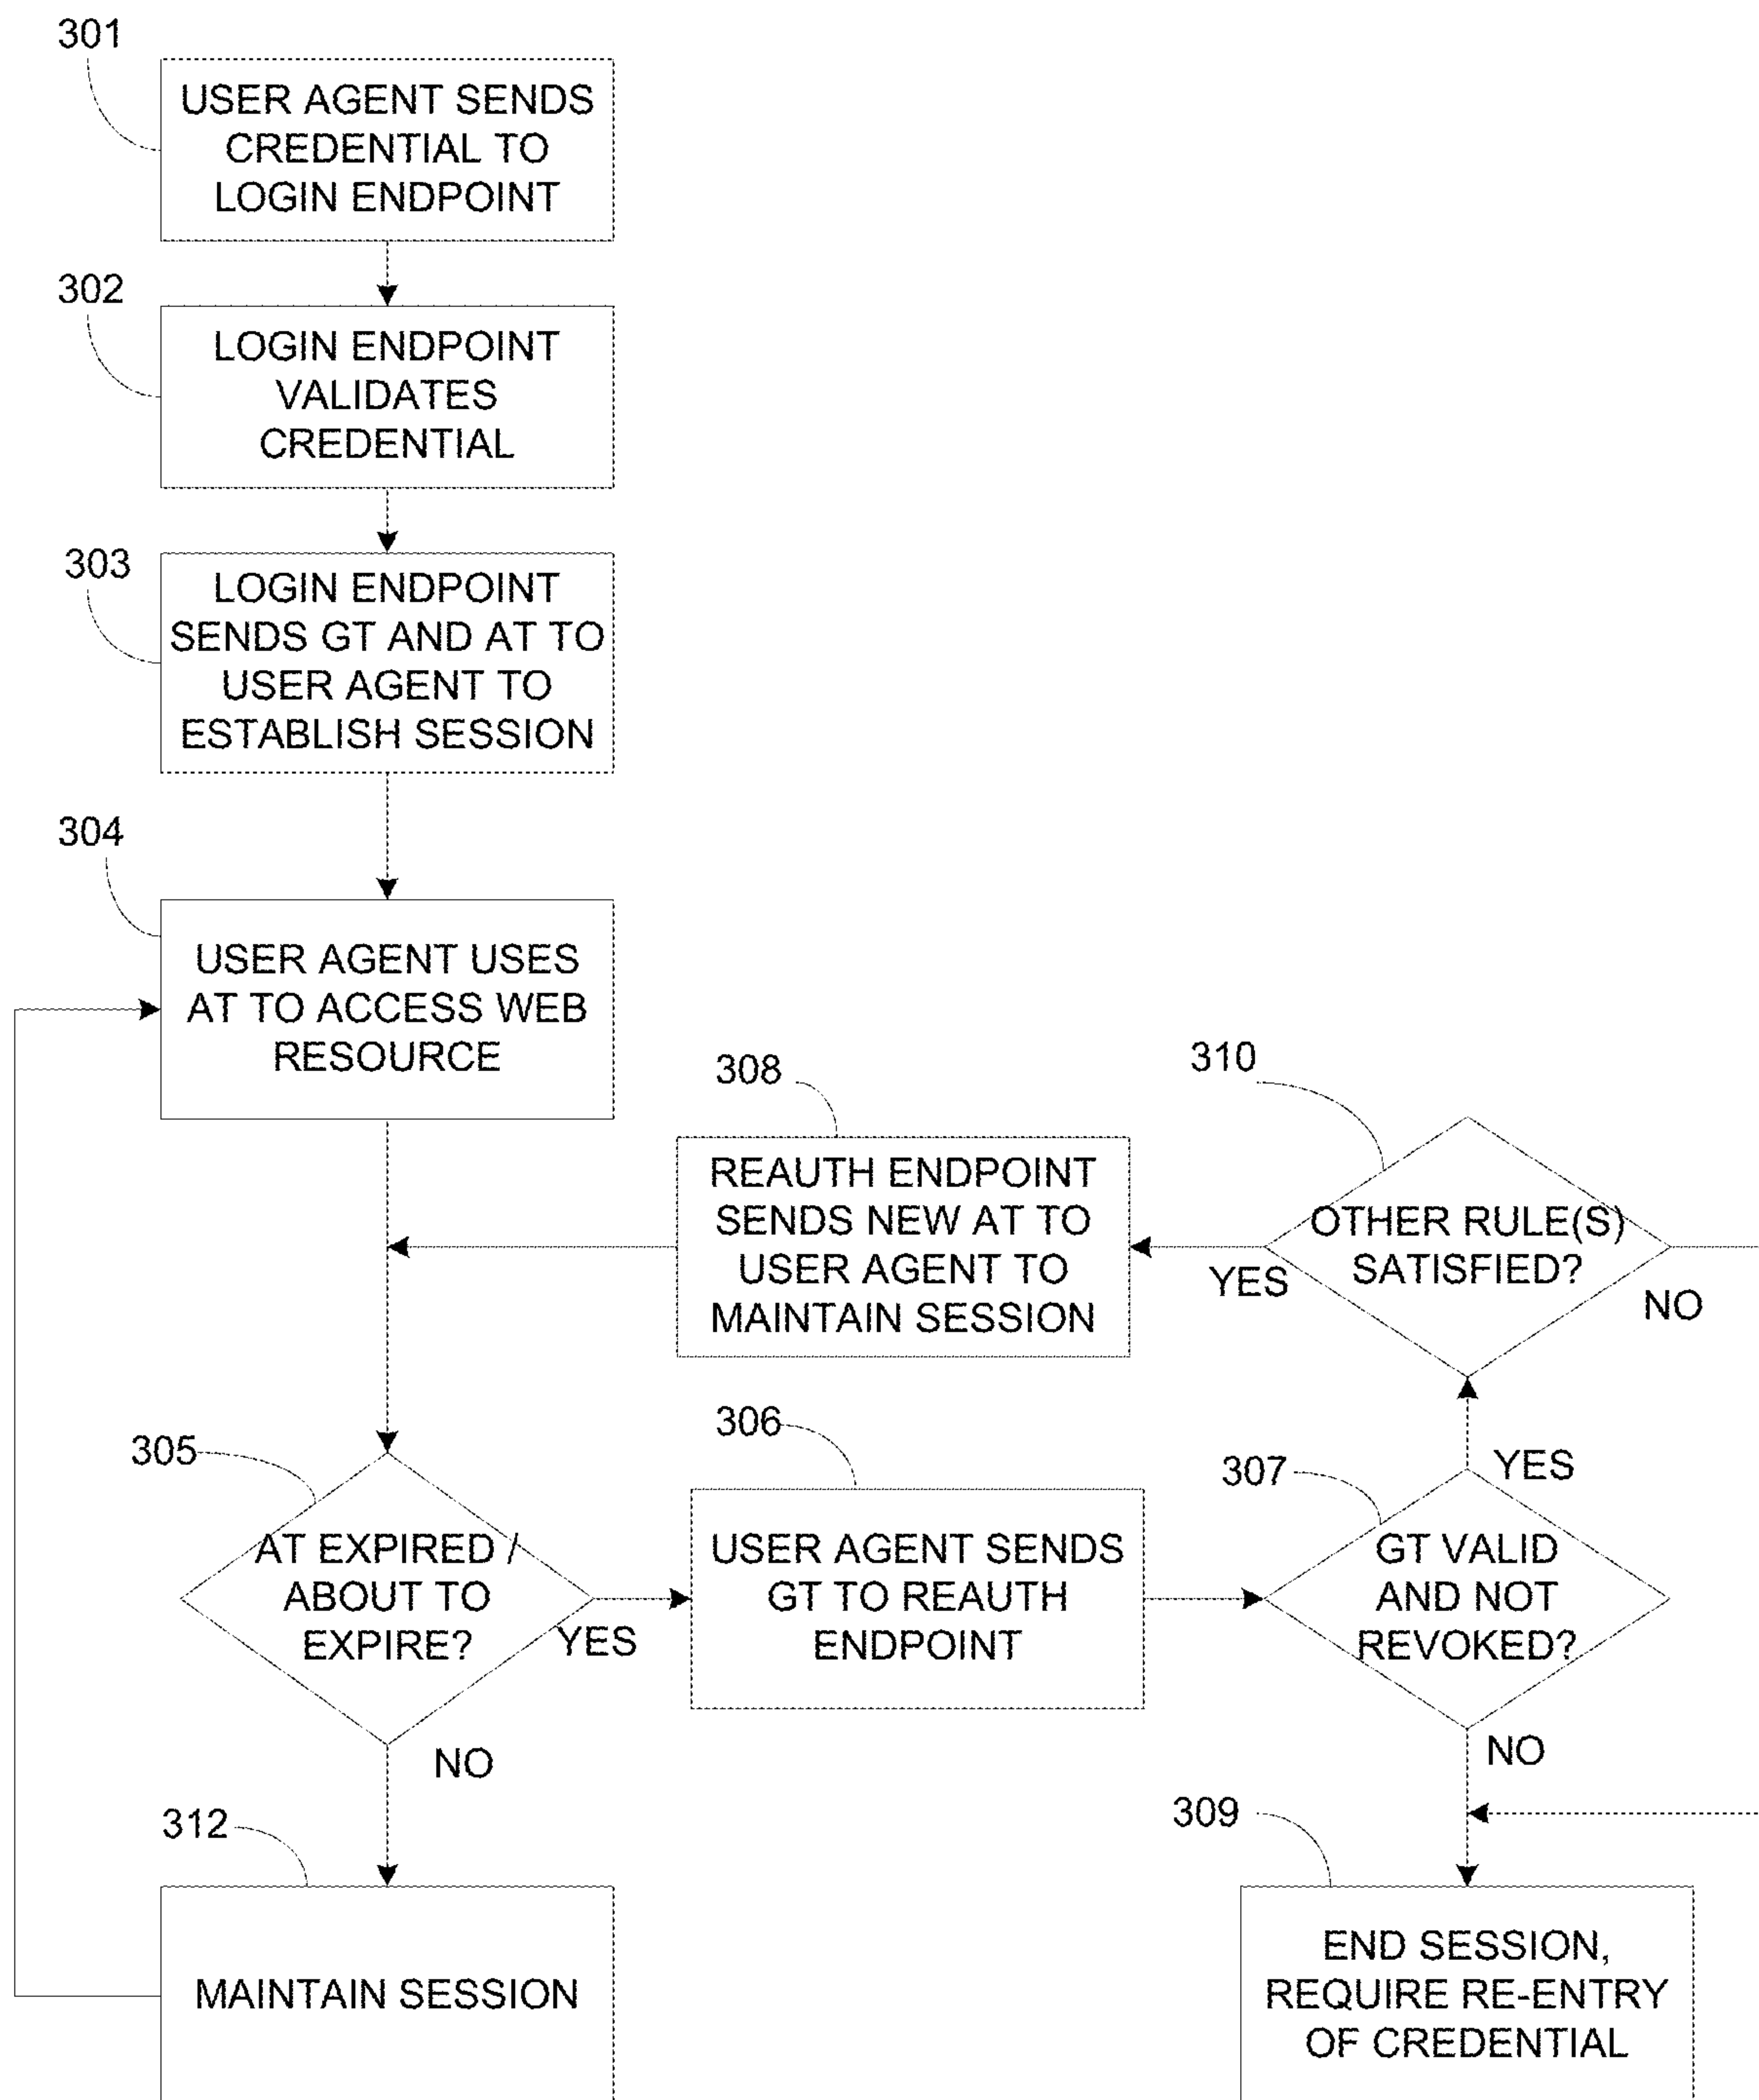 301
USER AGENT SENDS
CREDENTIAL TO
LOGIN ENDPOINT
302
LOGIN ENDPOINT
VALIDATES
CREDENTIAL
303
LOGIN ENDPOINT
SENDS GT AND AT TO
USER AGENT TO
ESTABLISH SESSION
304
USER AGENT USES
AT TO ACCESS WEB
RESOURCE
308
REAUTH ENDPOINT
SENDS NEW AT TO
USER AGENT TO
MAINTAIN SESSION
310
OTHER RULE(S)
SATISFIED?
YES
NO
305
AT EXPIRED /
ABOUT TO
EXPIRE?
YES
NO
306
USER AGENT SENDS
GT TO REAUTH
ENDPOINT
307
YES
GT VALID
AND NOT
REVOKED?
NO
312
MAINTAIN SESSION
309
END SESSION,
REQUIRE RE-ENTRY
OF CREDENTIAL